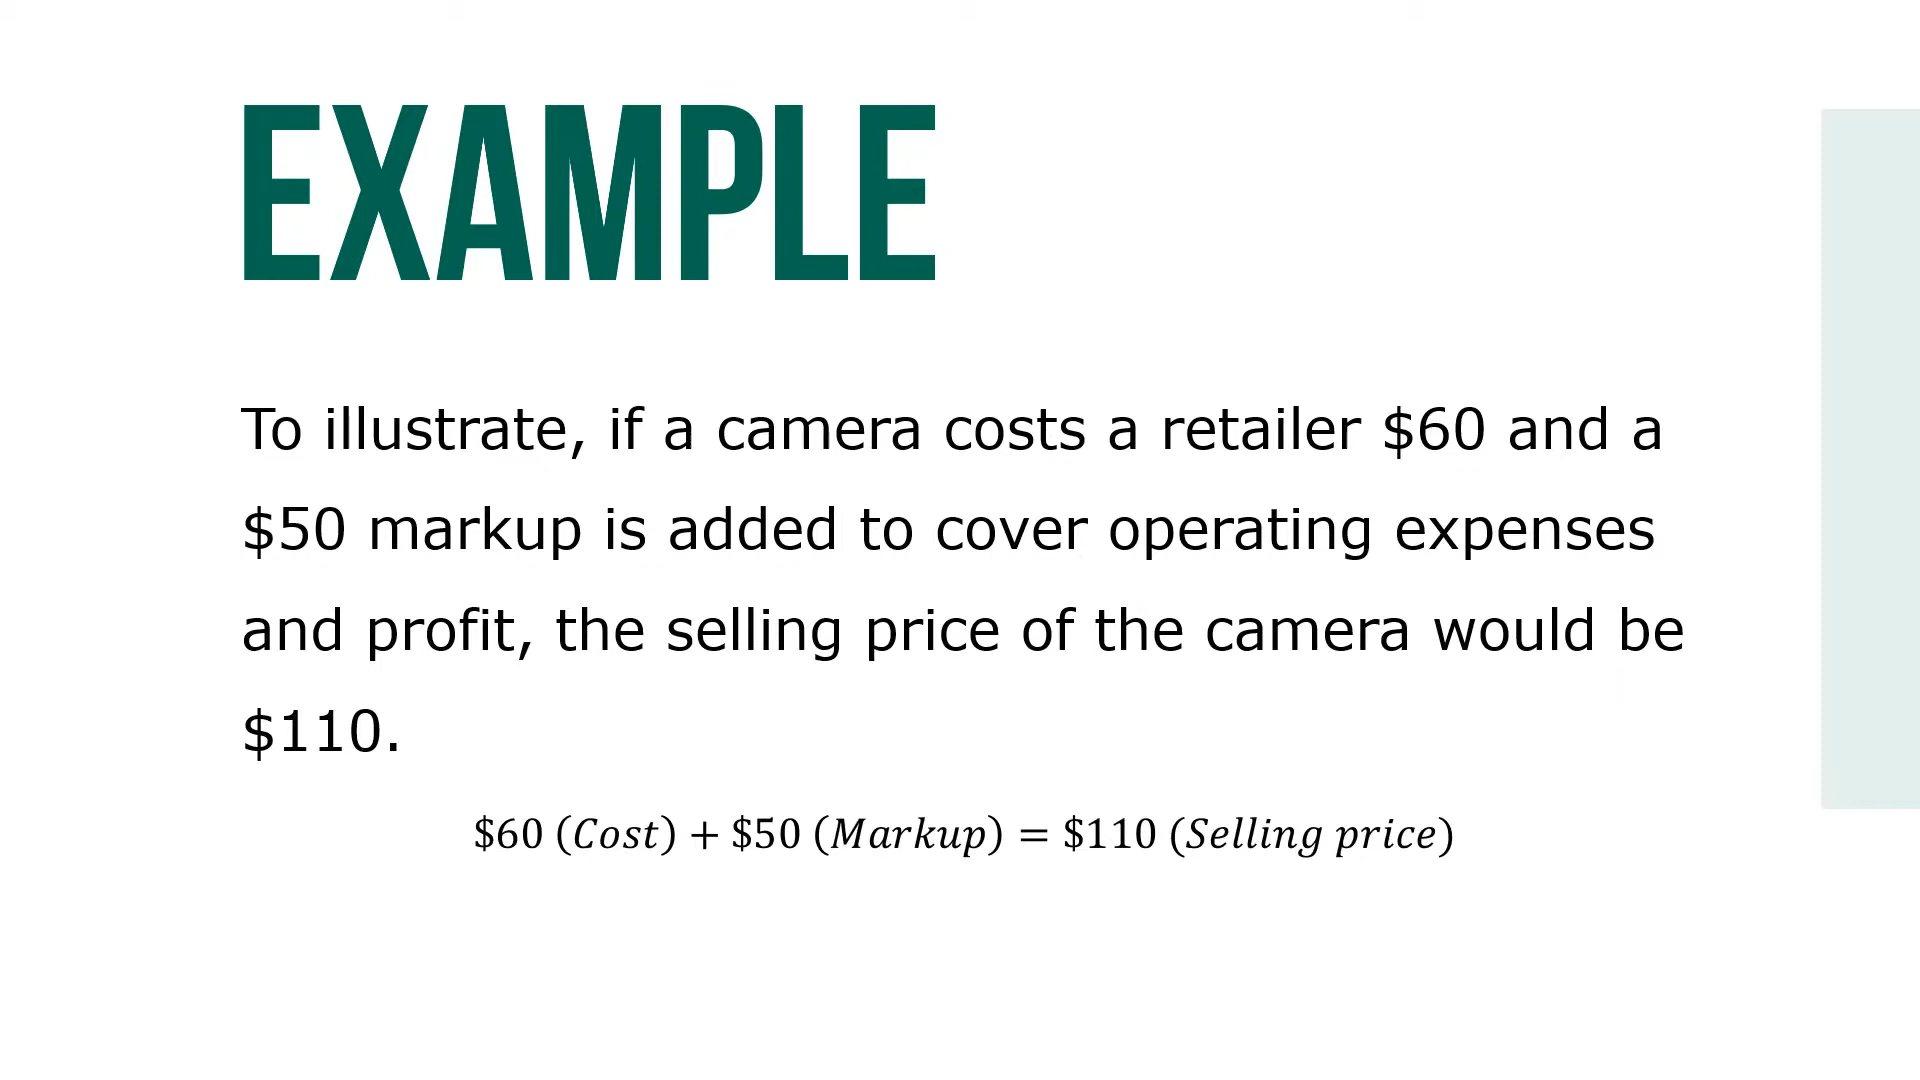 EXAMPLE
To illustrate, if a camera costs a retailer $60 and a
$50 markup is added to cover operating expenses
and profit, the selling price of the camera would be
$110.
$60 (Cost) + $50 (Markup) = $110 (Selling price)